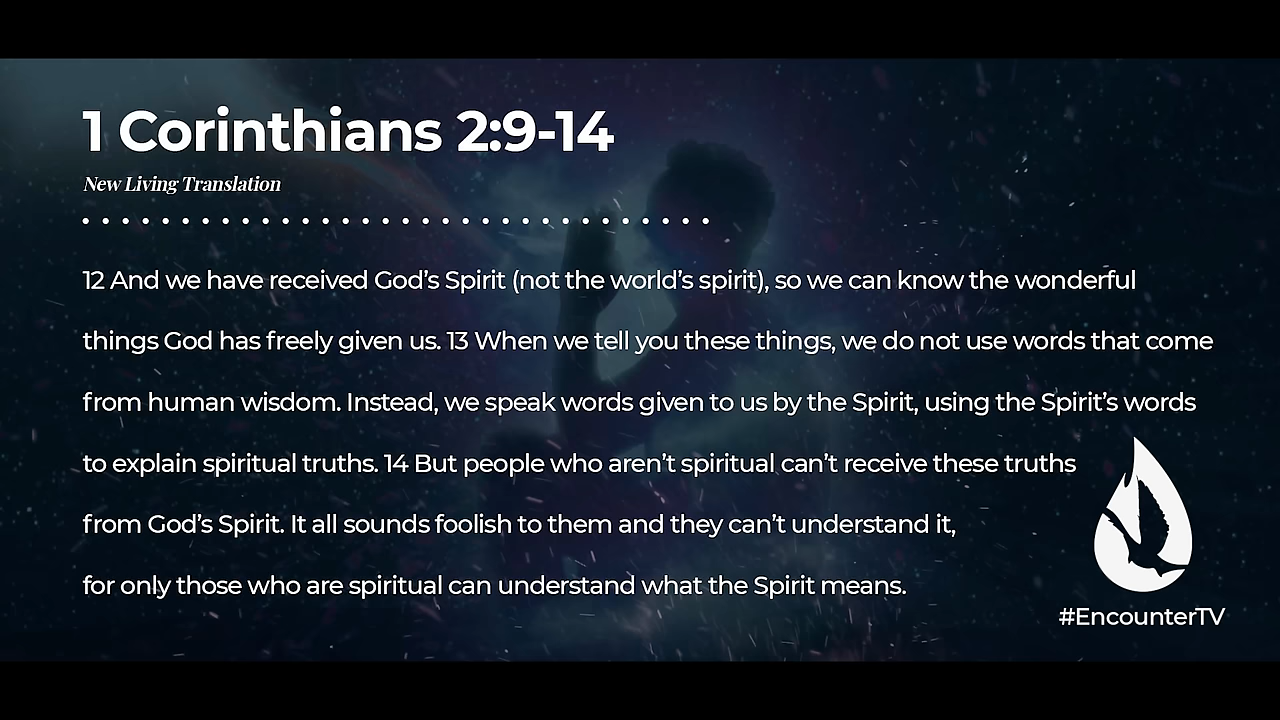 1 Corinthians 2:9-14
New Living Translation
12 And we have received God’s Spirit (not the world’s spirit), so we can know the wonderful
things God has freely given us. 13 When we tell you these things, we do not use words that come
from human wisdom. Instead, we speak words given to us by the Spirit, using the Spirit’s words
to explain spiritual truths. 14 But people who aren’t spiritual can’t receive these truths
from God’s Spirit. It all sounds foolish to them and they can’t understand it,
for only those who are spiritual can understand what the Spirit means.
#EncounterTV